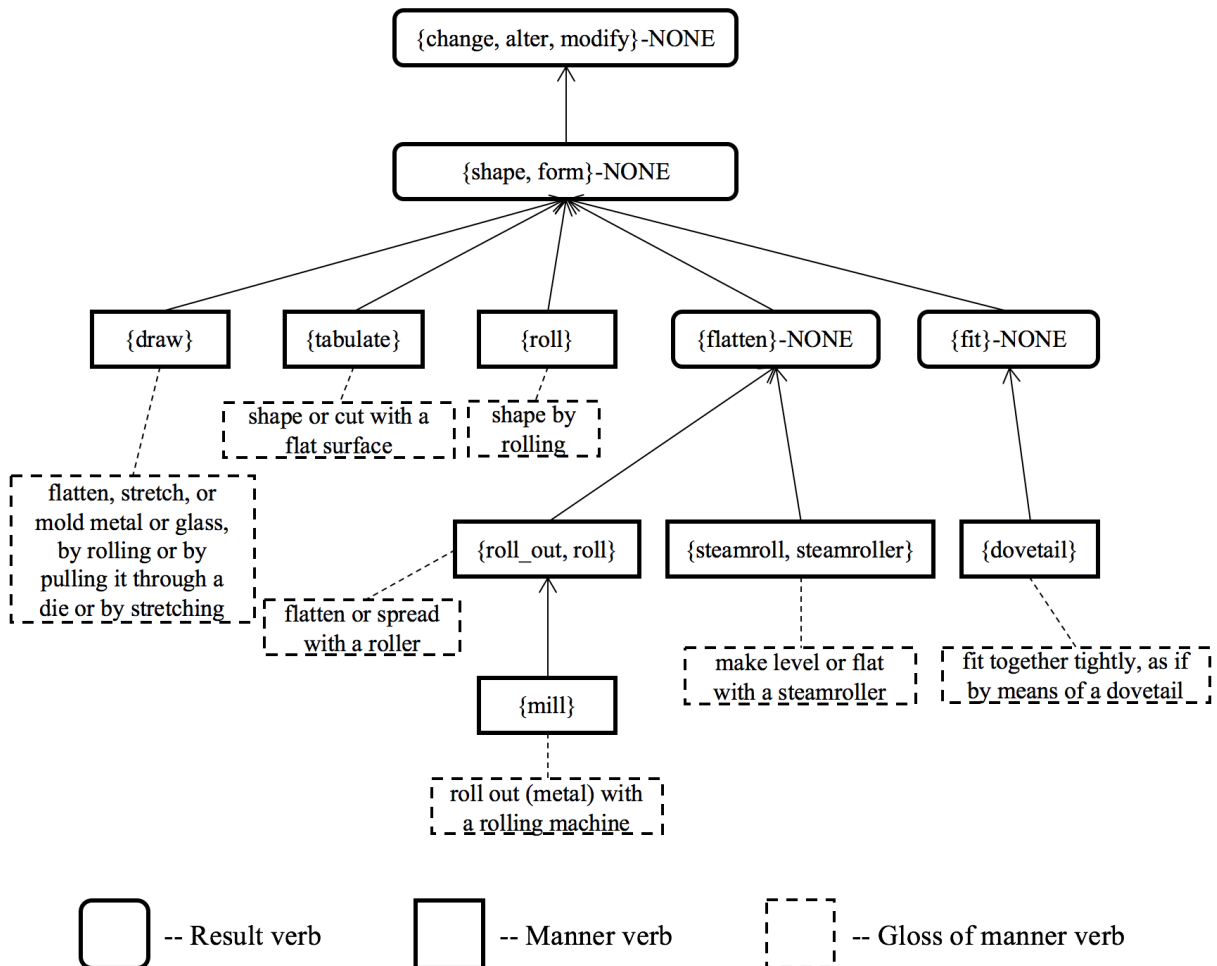 {change, alter, modify}-NONE
{shape, form}-NONE
{draw}
{tabulate}
{roll}
{flatten}-NONE
{fit}-NONE
shape or cut with a
flat surface
shape by
rolling
flatten, stretch, or
mold metal or glass,
by rolling or by
pulling it through a
die or by stretching
{roll_out, roll}
{steamroll, steamroller}
{dovetail}
flatten or spread
with a roller
make level or flat
with a steamroller
fit together tightly, as if
by means of a dovetail
{mill}
roll out (metal) with
a rolling machine
-- Result verb
-- Manner verb
-- Gloss of manner verb